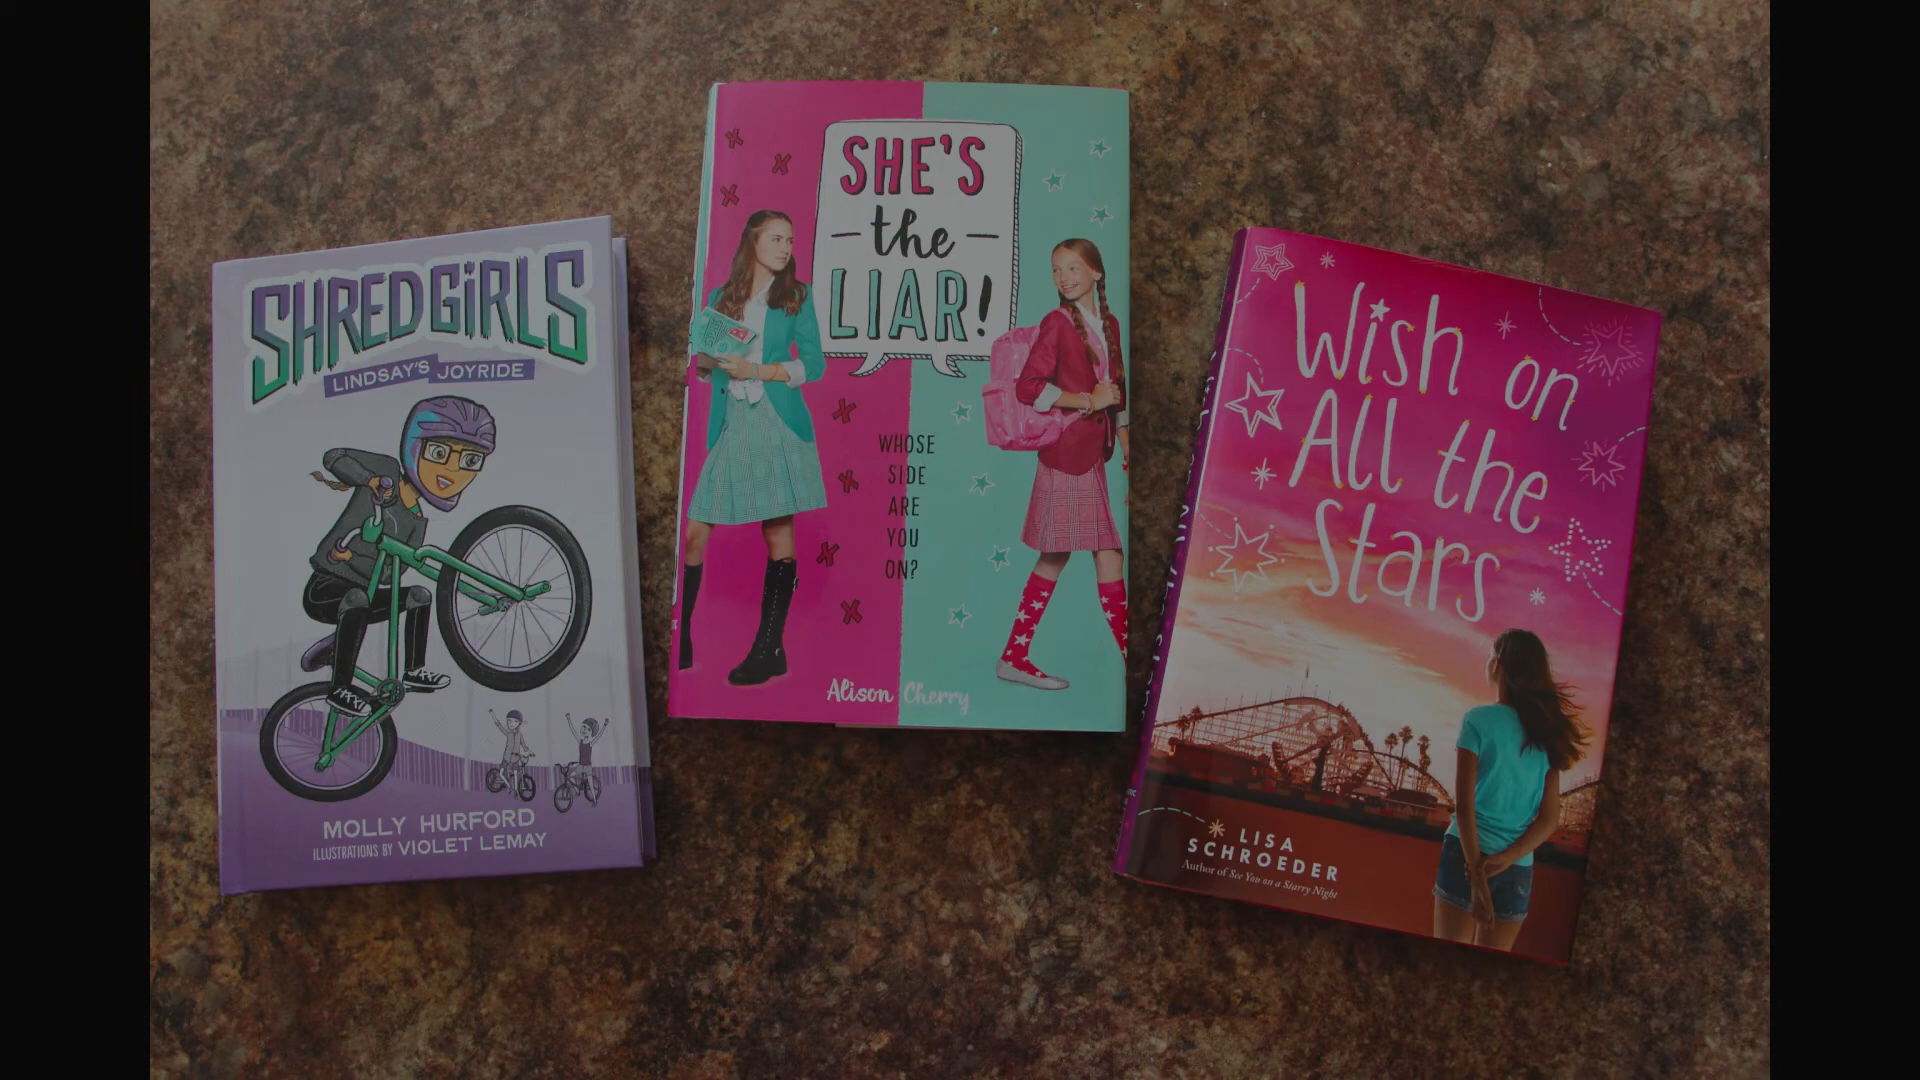 SHRED GiRLS
LINDSAY'S JOYRIDE
MOLLY HURFORD
ILLUSTRATIONS BY VIOLET LEMAY
SHE'S
the
LIAR!
WHOSE
SIDE
ARE
YOU
ON?
Alison Cherry
Wish on
All the
Stars
LISA
SCHROEDER
Author of See You on a Starry Night